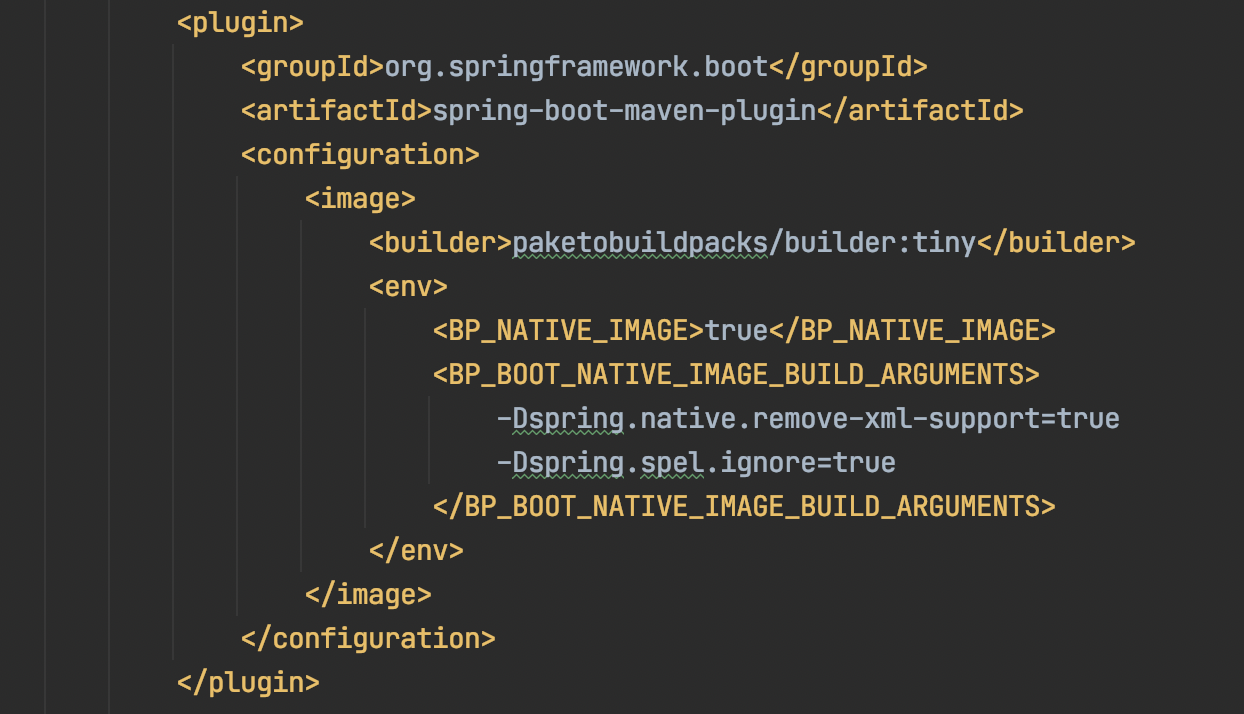 <plugin>
<groupId>org.springframework.boot</groupId>
<artifactId>spring-boot-maven-plugin</artifactId>
<configuration>
<image>
<builder>paketobuildpacks/builder:tiny</builder>
<env>
<BP_NATIVE_IMAGE>true</BP_NATIVE_IMAGE>
<BP_BOOT_NATIVE_IMAGE_BUILD_ARGUMENTS>
-Dspring.native.remove-xml-support=true
-Dspring.spel.ignore=true
</BP_BOOT_NATIVE_IMAGE_BUILD_ARGUMENTS>
</env>
</image>
</configuration>
</plugin>